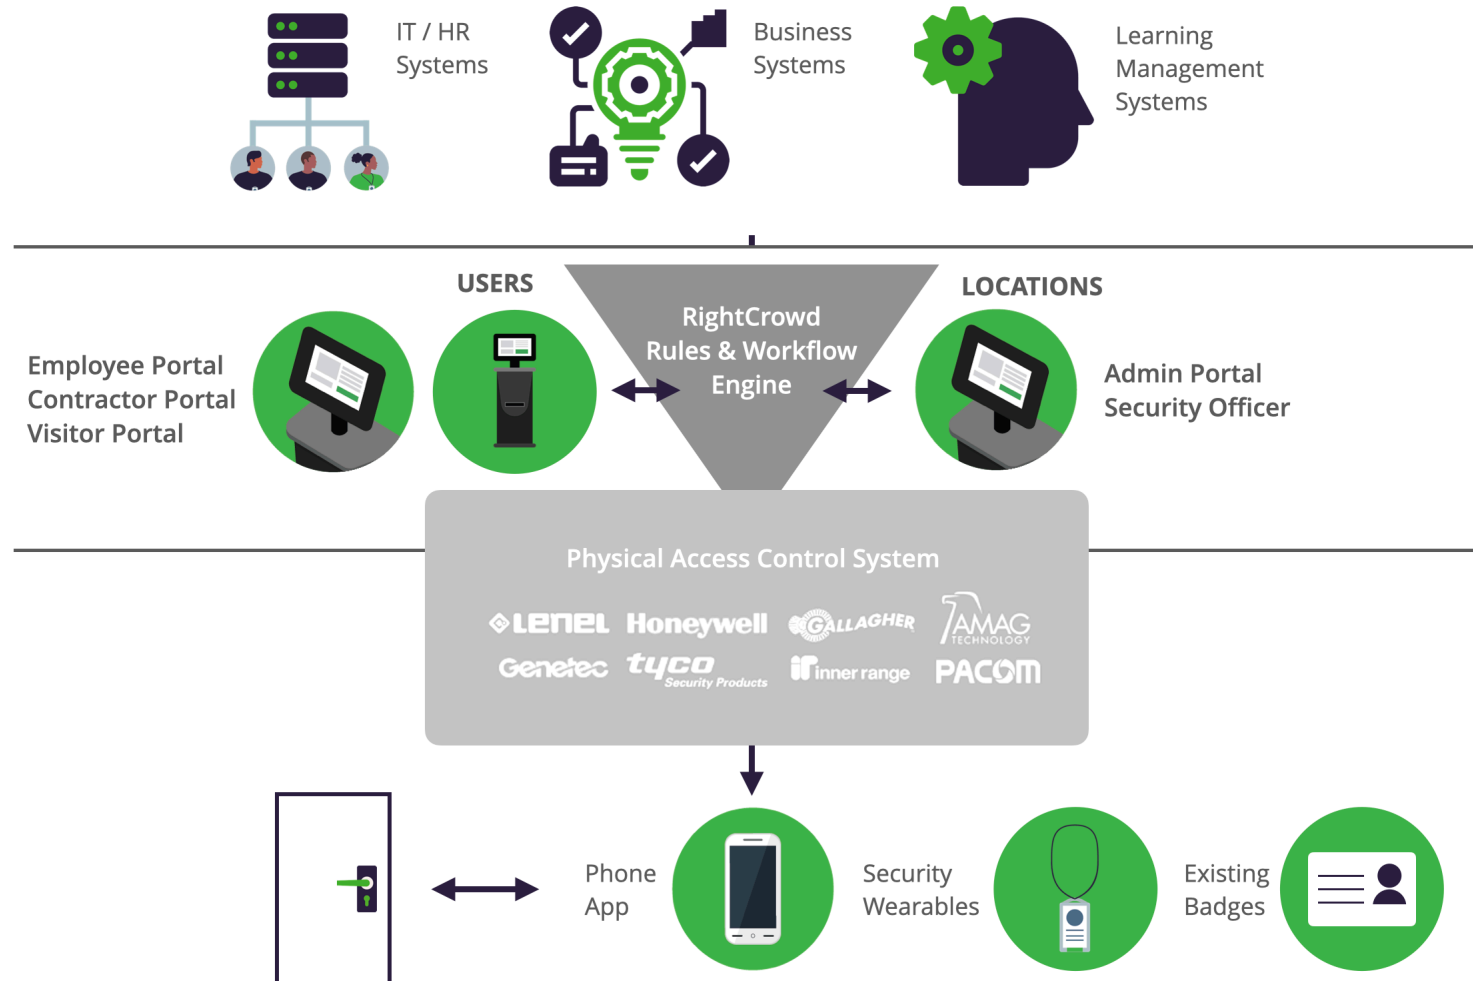 IT / HR
Systems
Business
Systems
Learning
Management
Systems
USERS
LOCATIONS
RightCrowd
Rules & Workflow
Engine
Employee Portal
Contractor Portal
Visitor Portal
Admin Portal
Security Officer
Physical Access Control System
LENEL Honeywell GALLAGHER AMAG
TECHNOLOGY
Genetec tyco inner range PACOM
Security Products
Phone
App
Security
Wearables
Existing
Badges